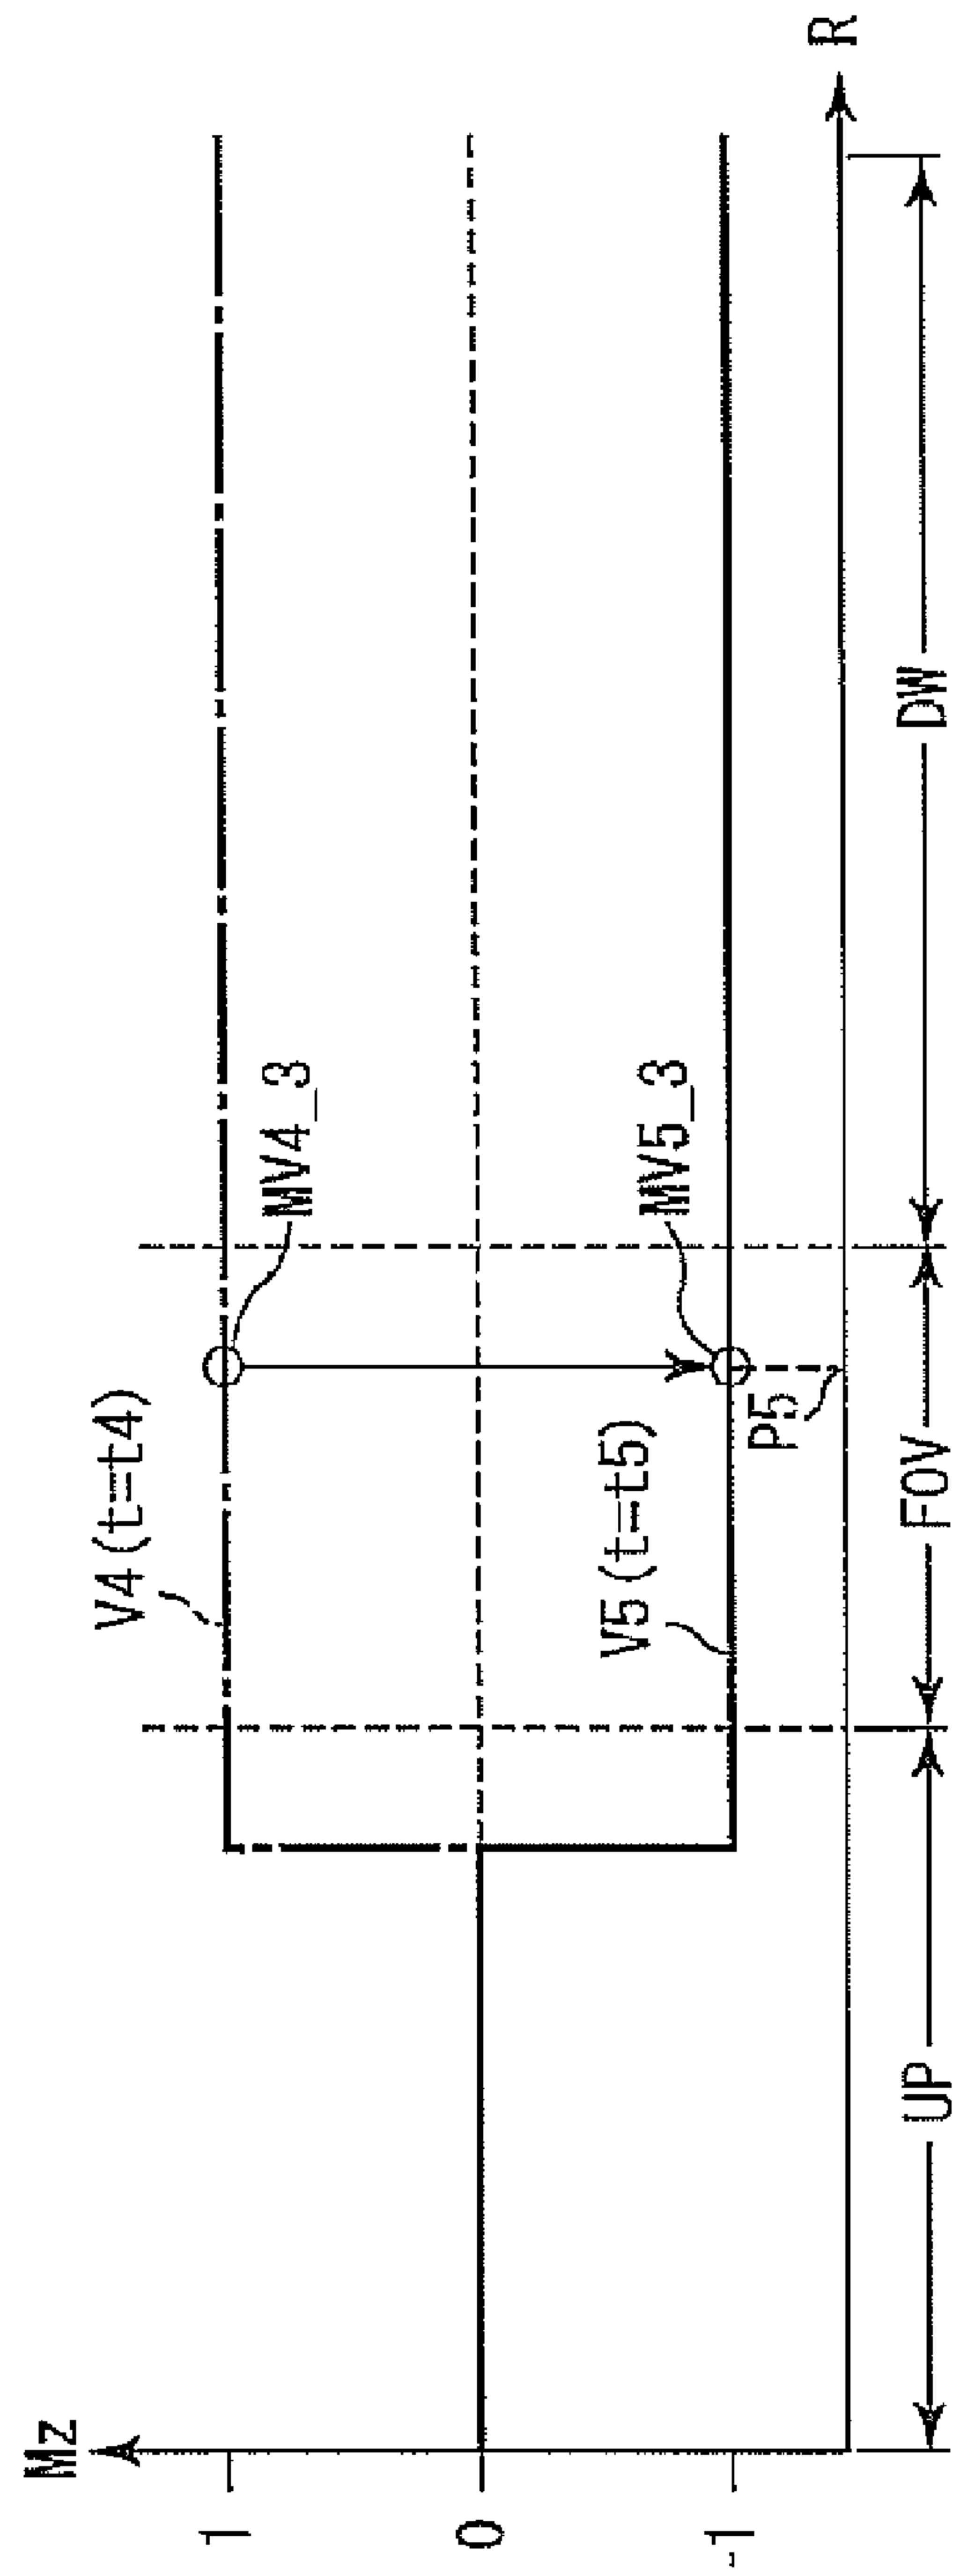 Mz
1
0
-1
V4 (t=t4)
MV4_3
V5 (t=t5)
MV5_3
P5
R
UP
FOV
DW